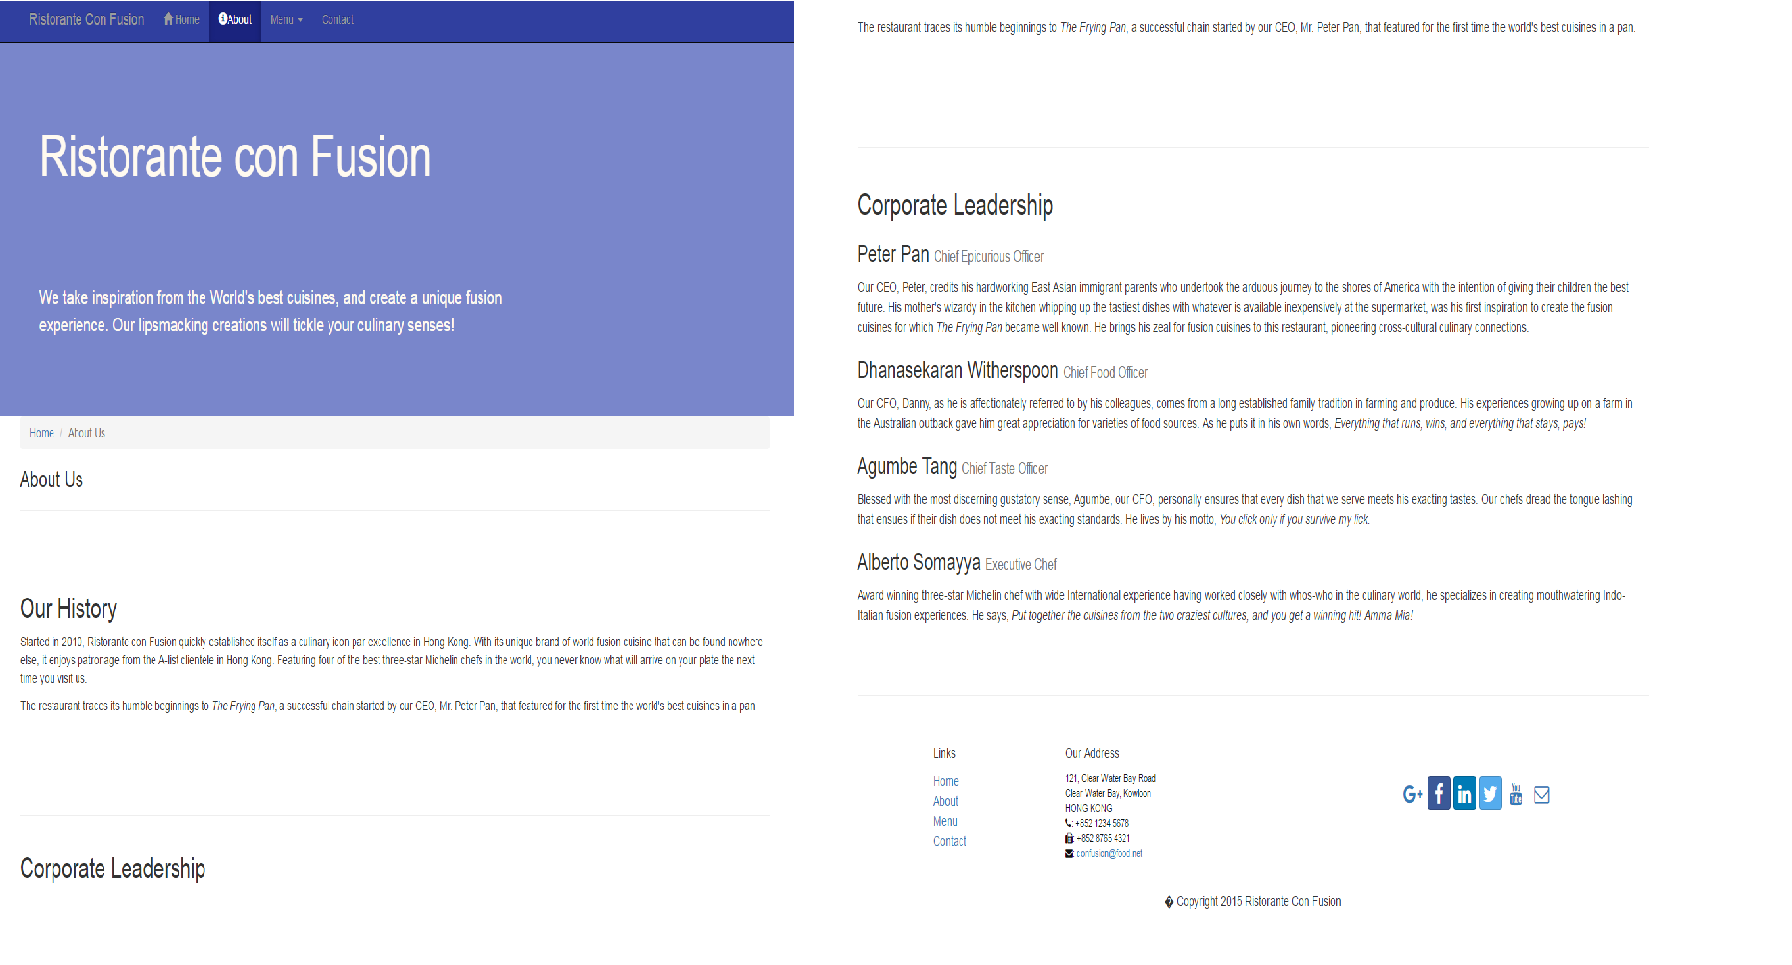 Ristorante Con Fusion Home About Menu Contact
Ristorante con Fusion
We take inspiration from the World's best cuisines, and create a unique fusion
experience. Our lipsmacking creations will tickle your culinary senses!
Home / About Us
About Us
Our History
Started in 2010, Ristorante con Fusion quickly established itself as a culinary icon par excellence in Hong Kong. With its unique brand of world fusion cuisine that can be found nowhere
else, it enjoys patronage from the A-list clientele in Hong Kong. Featuring four of the best three-star Michelin chefs in the world, you never know what will arrive on your plate the next
time you visit us.
The restaurant traces its humble beginnings to The Frying Pan, a successful chain started by our CEO, Mr. Peter Pan, that featured for the first time the world's best cuisines in a pan
Corporate Leadership
The restaurant traces its humble beginnings to The Frying Pan, a successful chain started by our CEO, Mr. Peter Pan, that featured for the first time the world's best cuisines in a pan.
Corporate Leadership
Peter Pan Chief Epicurious Officer
Our CEO, Peter, credits his hardworking East Asian immigrant parents who undertook the arduous journey to the shores of America with the intention of giving their children the best
future. His mother's wizardy in the kitchen whipping up the tastiest dishes with whatever is available inexpensively at the supermarket, was his first inspiration to create the fusion
cuisines for which The Frying Pan became well known. He brings his zeal for fusion cuisines to this restaurant, pioneering cross-cultural culinary connections.
Dhanasekaran Witherspoon Chief Food Officer
Our CFO, Danny, as he is affectionately referred to by his colleagues, comes from a long established family tradition in farming and produce. His experiences growing up on a farm in
the Australian outback gave him great appreciation for varieties of food sources. As he puts it in his own words, Everything that runs, wins, and everything that stays, pays!
Agumbe Tang Chief Taste Officer
Blessed with the most discerning gustatory sense, Agumbe, our CFO, personally ensures that every dish that we serve meets his exacting tastes. Our chefs dread the tongue lashing
that ensues if their dish does not meet his exacting standards. He lives by his motto, You click only if you survive my lick.
Alberto Somayya Executive Chef
Award winning three-star Michelin chef with wide International experience having worked closely with whos-who in the culinary world, he specializes in creating mouthwatering Indo-
Italian fusion experiences. He says, Put together the cuisines from the two craziest cultures, and you get a winning hit! Amma Mia!
Links
Home
About
Menu
Contact
Our Address
121, Clear Water Bay Road
Clear Water Bay, Kowloon
HONG KONG
: +852 1234 5678
: +852 8765 4321
: confusion@food.net
G+ f in You Tube
� Copyright 2015 Ristorante Con Fusion